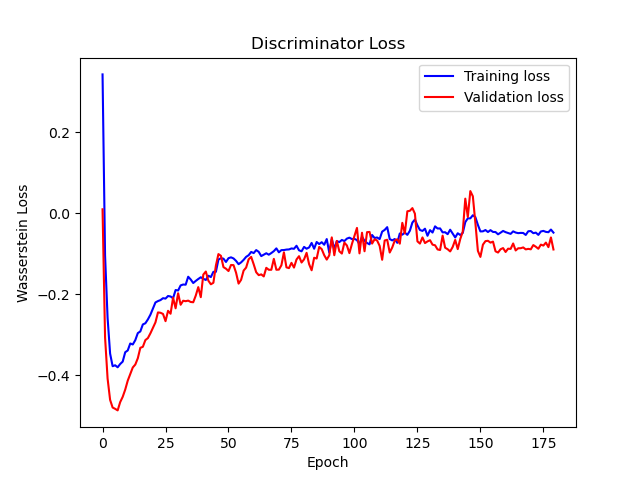 Discriminator Loss
Training loss
Validation loss
Wasserstein Loss
0.2
0.0
−0.2
−0.4
0 25 50 75 100 125 150 175
Epoch